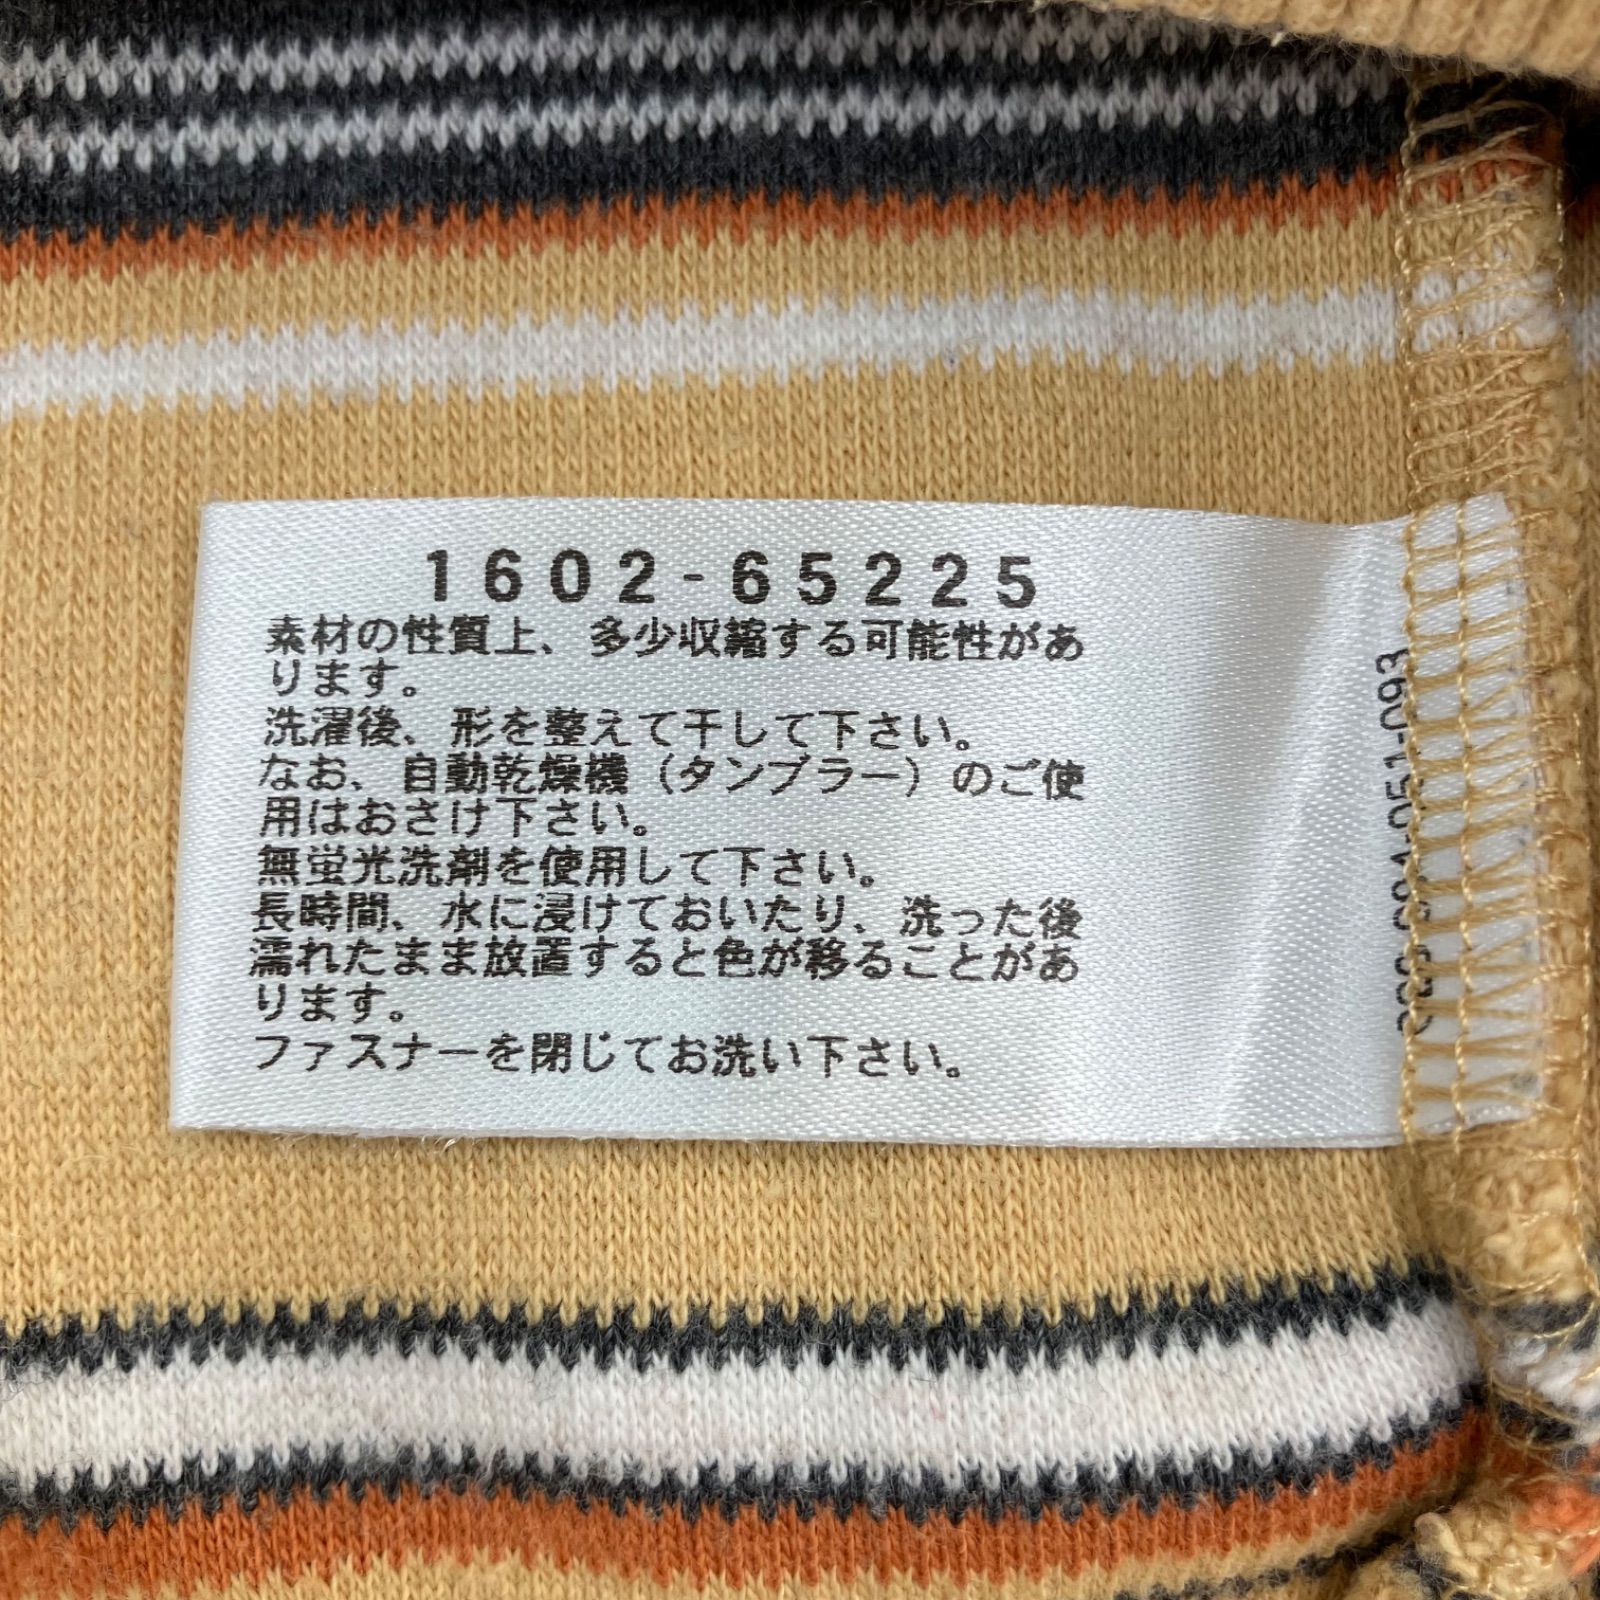 1602-65225
素材の性質上、多少収縮する可能性があ
ります。
洗濯後、形を整えて干して下さい。
なお、自動乾燥機（タンブラー）のご使
用はおさけ下さい。
無蛍光洗剤を使用して下さい。
長時間、水に浸けておいたり、洗った後
濡れたまま放置すると色が移ることがあ
ります。
ファスナーを閉じてお洗い下さい。